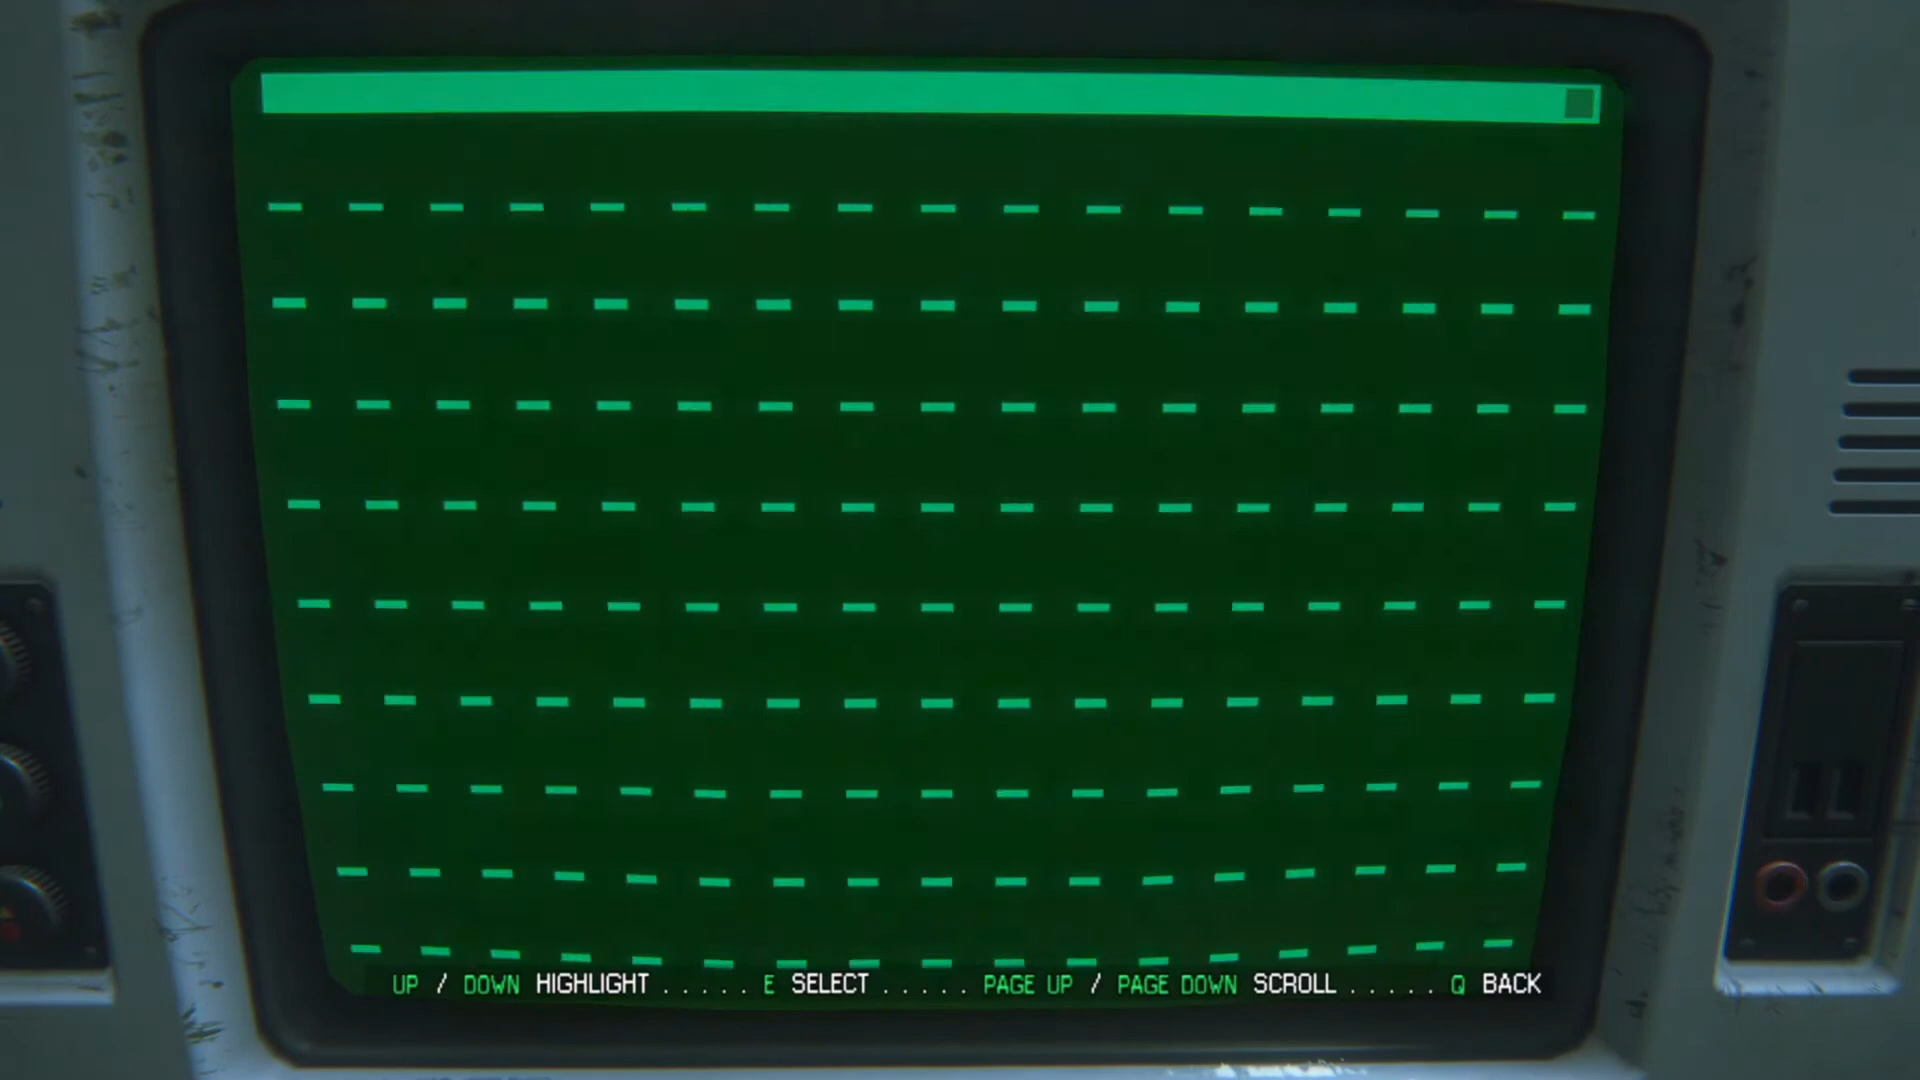 UP / DOWN HIGHLIGHT ..... E SELECT ..... PAGE UP / PAGE DOWN SCROLL ..... Q BACK